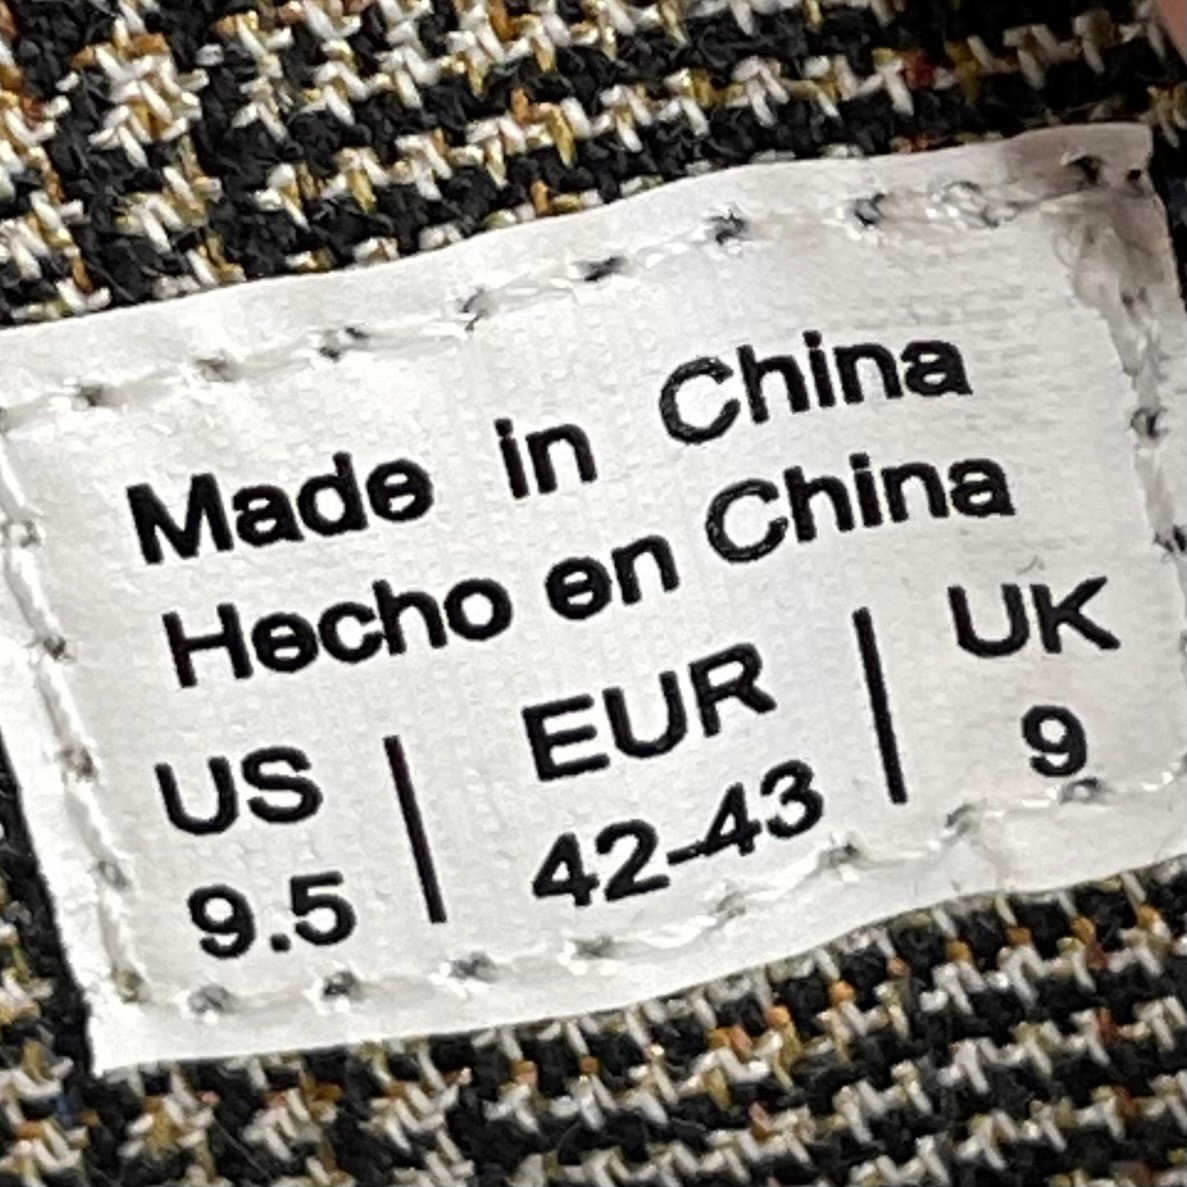 Made in China
Hecho en China
US | EUR | UK
9.5 | 42-43 | 9